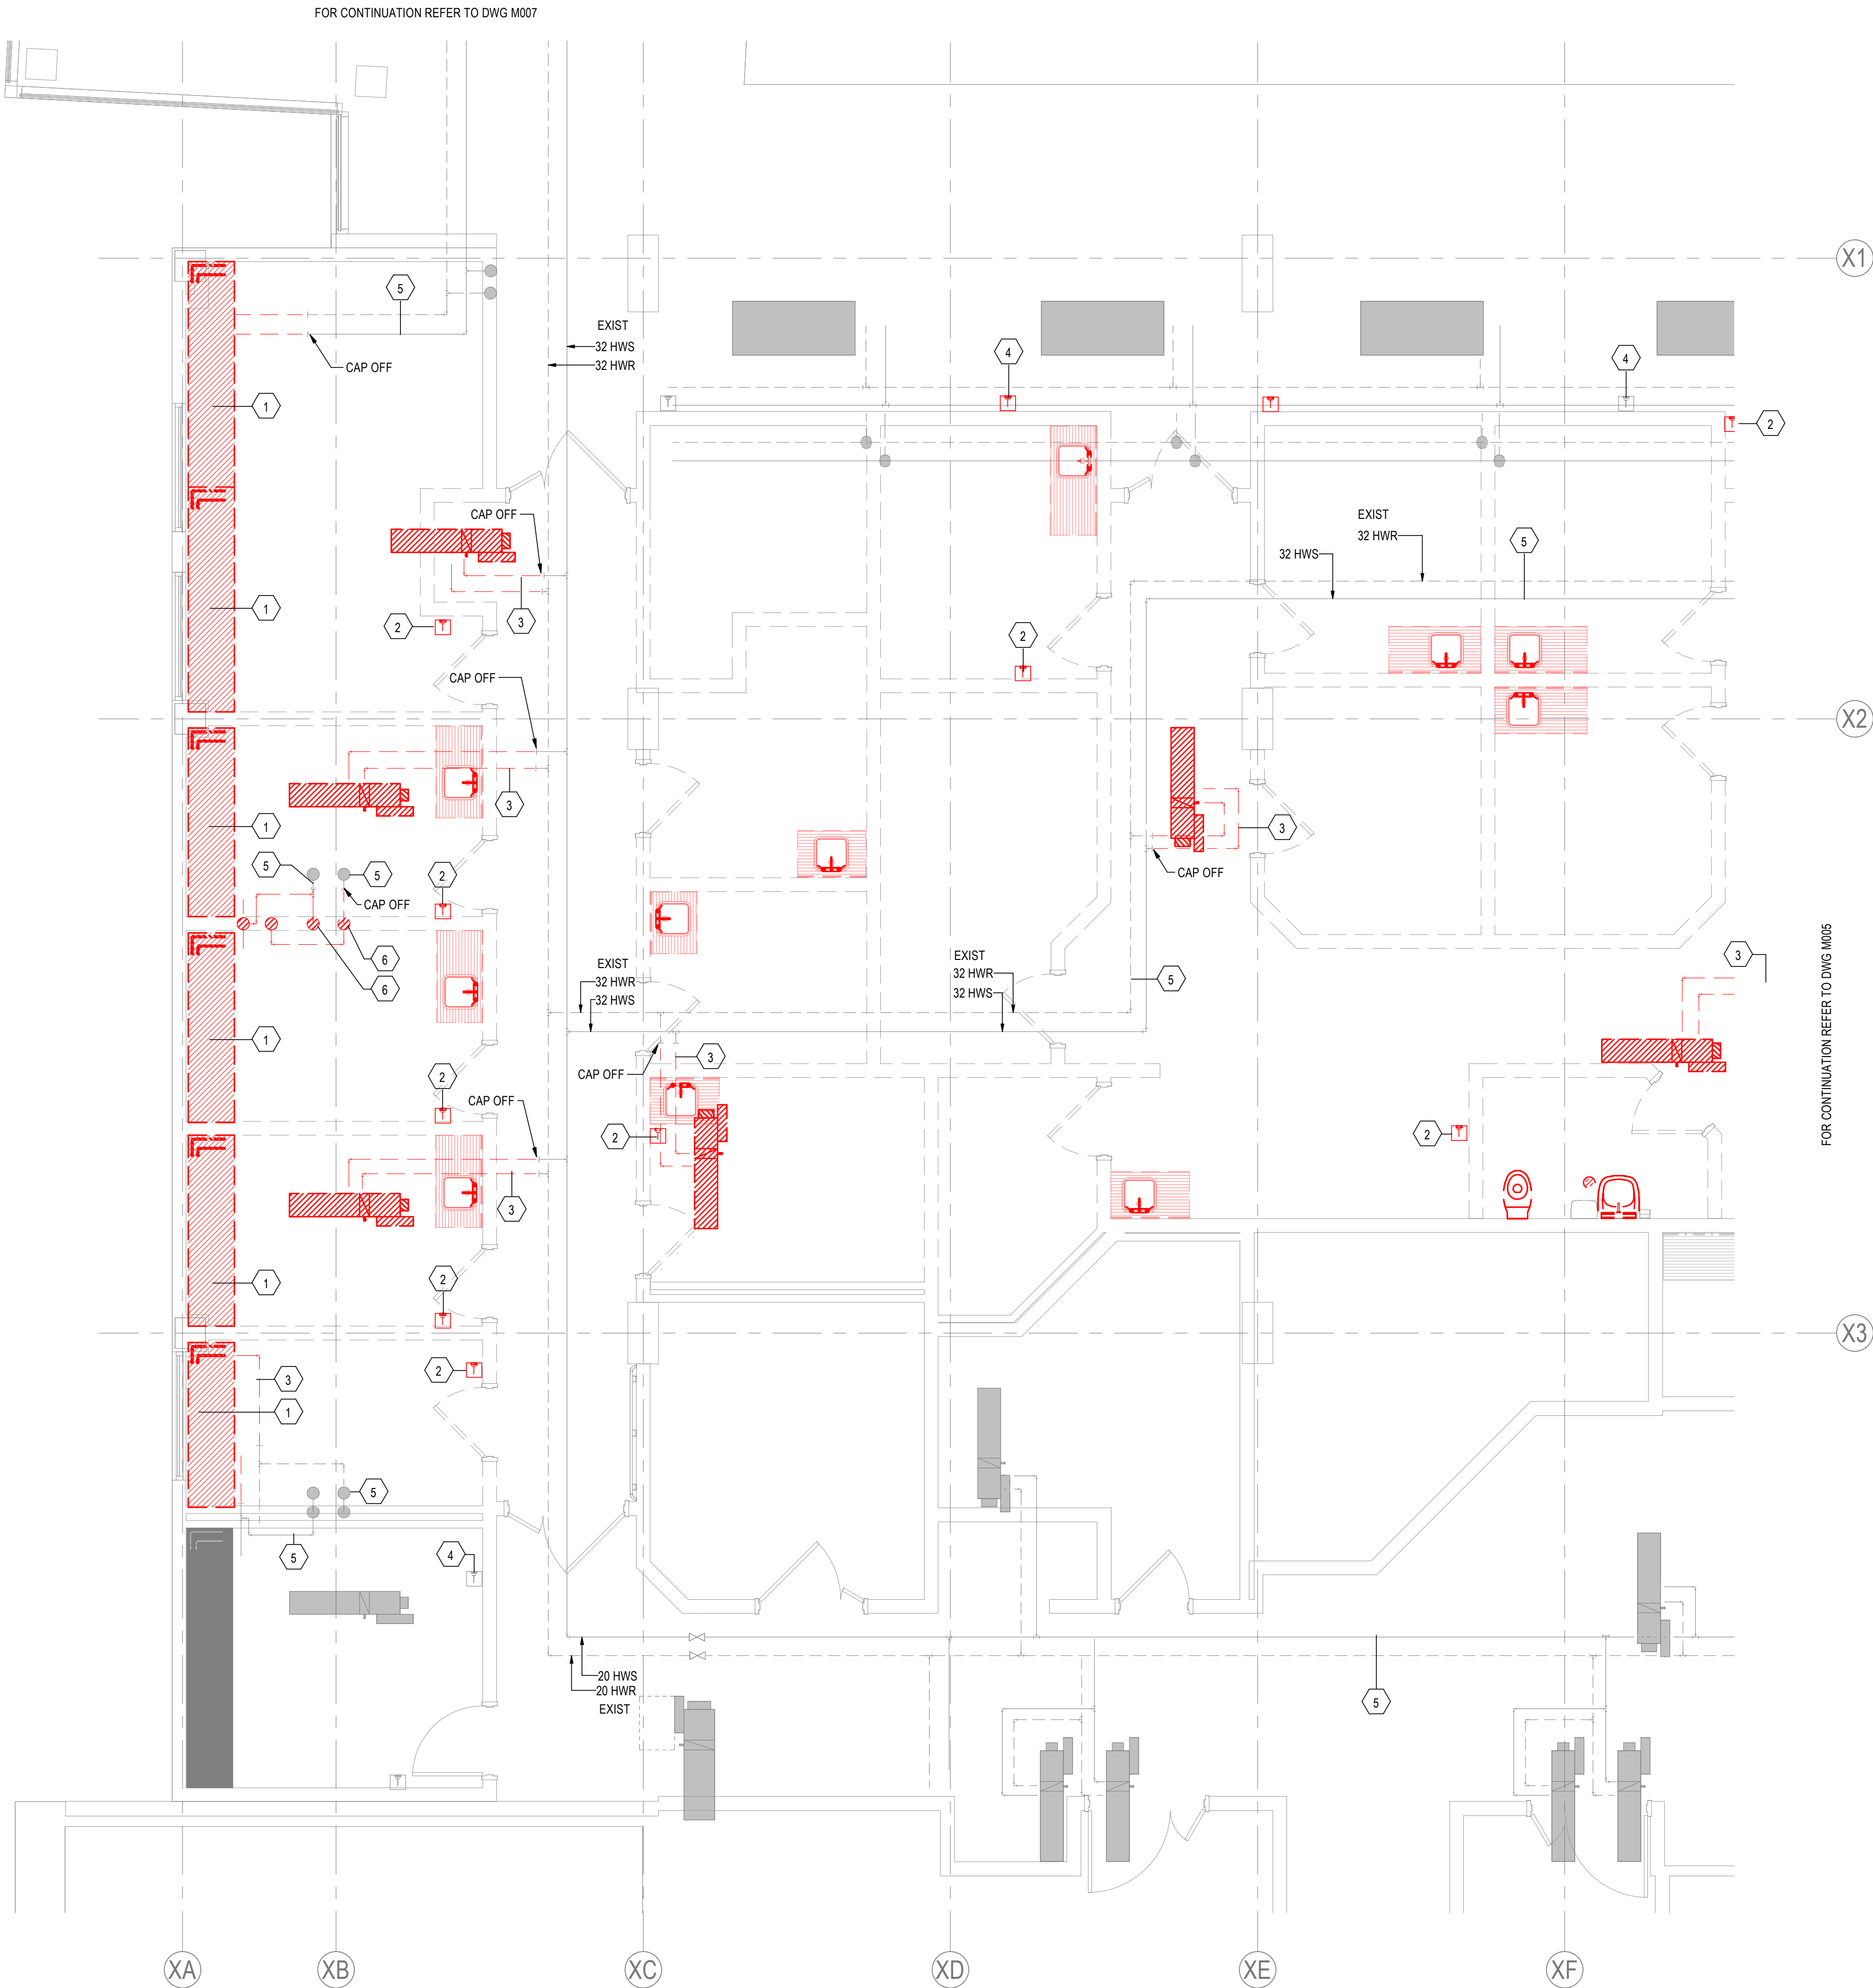 FOR CONTINUATION REFER TO DWG M007
X1
5
EXIST
32 HWS
32 HWR
CAP OFF
4
4
1
2
CAP OFF
EXIST
32 HWR
5
32 HWS
1
2
3
2
CAP OFF
X2
3
1
3
5
5
2
CAP OFF
CAP OFF
6
6
FOR CONTINUATION REFER TO DWG M005
EXIST
32 HWR
32 HWS
EXIST
32 HWR
32 HWS
3
5
1
3
CAP OFF
2
CAP OFF
2
2
3
1
2
X3
2
3
1
5
5
4
20 HWS
20 HWR
EXIST
5
XA
XB
XC
XD
XE
XF